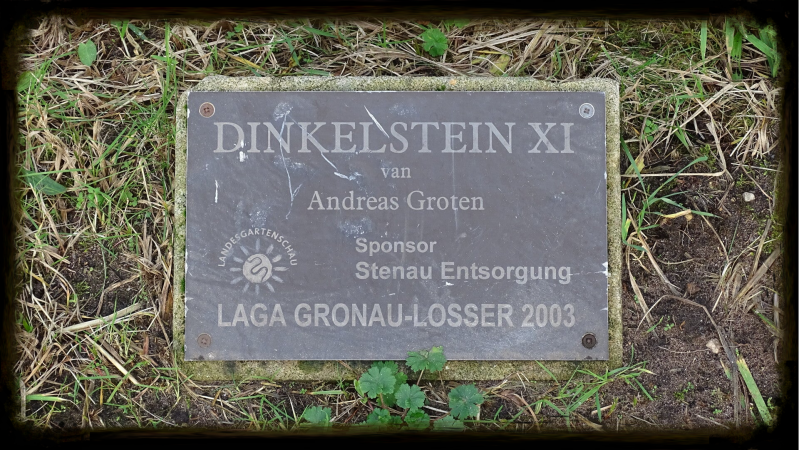 DINKELSTEIN XI
van
Andreas Groten
LANDESGARTENSCHAU
Sponsor
Stenau Entsorgung
LAGA GRONAU-LOSSER 2003